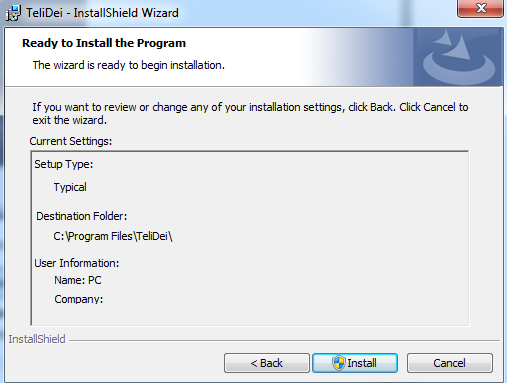 TeliDei - InstallShield Wizard
Ready to Install the Program
The wizard is ready to begin installation.
If you want to review or change any of your installation settings, click Back. Click Cancel to
exit the wizard.
Current Settings:
Setup Type:
Typical
Destination Folder:
C:\Program Files\TeliDei\
User Information:
Name: PC
Company:
InstallShield
< Back
Install
Cancel